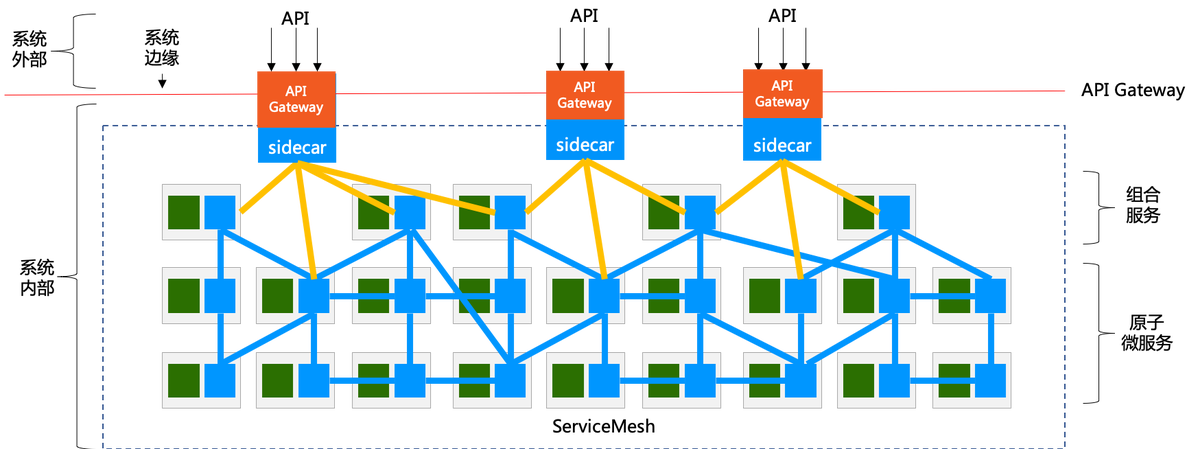 API
API
API
系统
外部
系统
边缘
API
Gateway
API
Gateway
API
Gateway
API Gateway
sidecar
sidecar
sidecar
组合
服务
系统
内部
原子
微服务
ServiceMesh